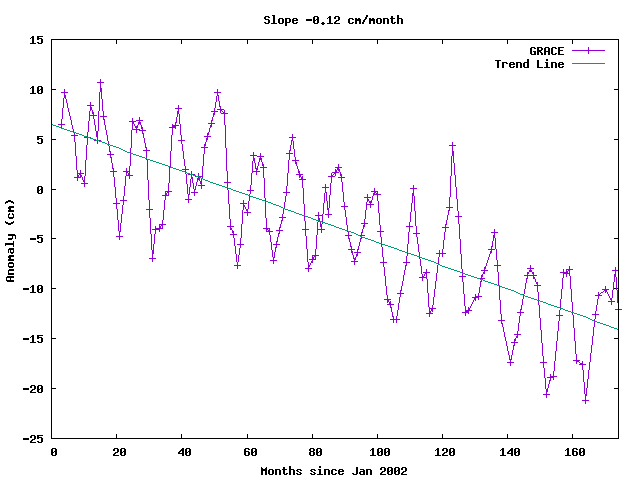 Slope -0.12 cm/month
GRACE
Trend Line
15
10
5
0
-5
-10
-15
-20
-25
Anomaly (cm)
0 20 40 60 80 100 120 140 160
Months since Jan 2002